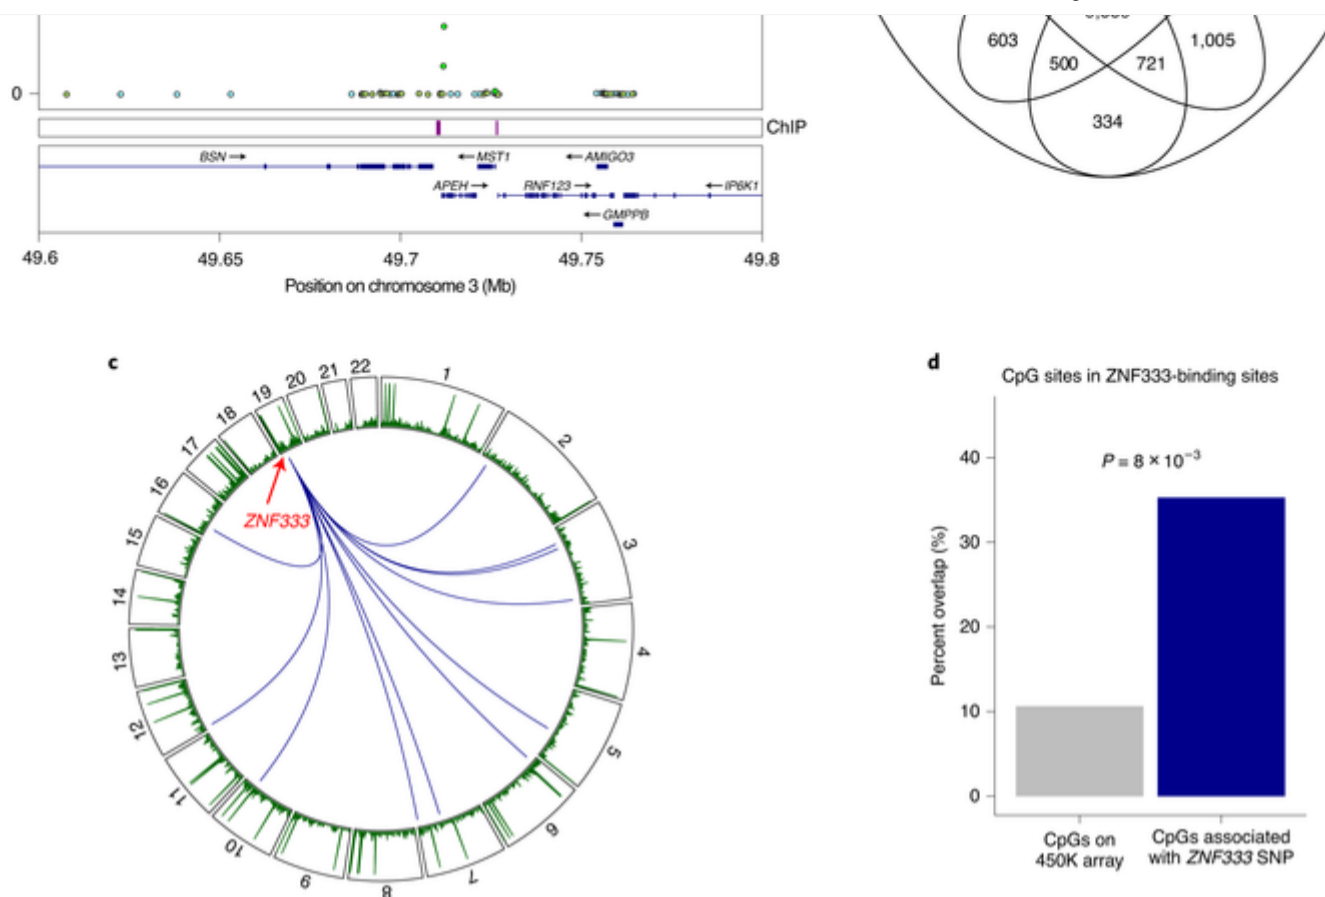 603
1,005
500
721
334
0
ChIP
BSN →
← MST1
← AMIGO3
APEH →
RNF123 →
← IP6K1
← GMPPB
49.6 49.65 49.7 49.75 49.8
Position on chromosome 3 (Mb)
c
1
2
3
4
5
6
7
8
9
10
11
12
13
14
15
16
17
18
19
20
21
22
ZNF333
d
CpG sites in ZNF333-binding sites
P = 8 × 10⁻³
Percent overlap (%)
40
30
20
10
0
CpGs on
450K array
CpGs associated
with ZNF333 SNP